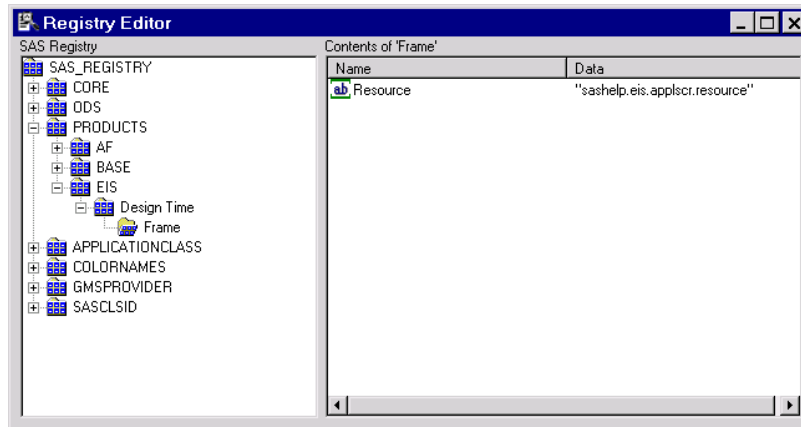 Registry Editor
SAS Registry
Contents of 'Frame'
SAS_REGISTRY
CORE
ODS
PRODUCTS
AF
BASE
EIS
Design Time
Frame
APPLICATIONCLASS
COLORNAMES
GMSPROVIDER
SASCLSID
Name Data
ab Resource "sashelp.eis.applscr.resource"